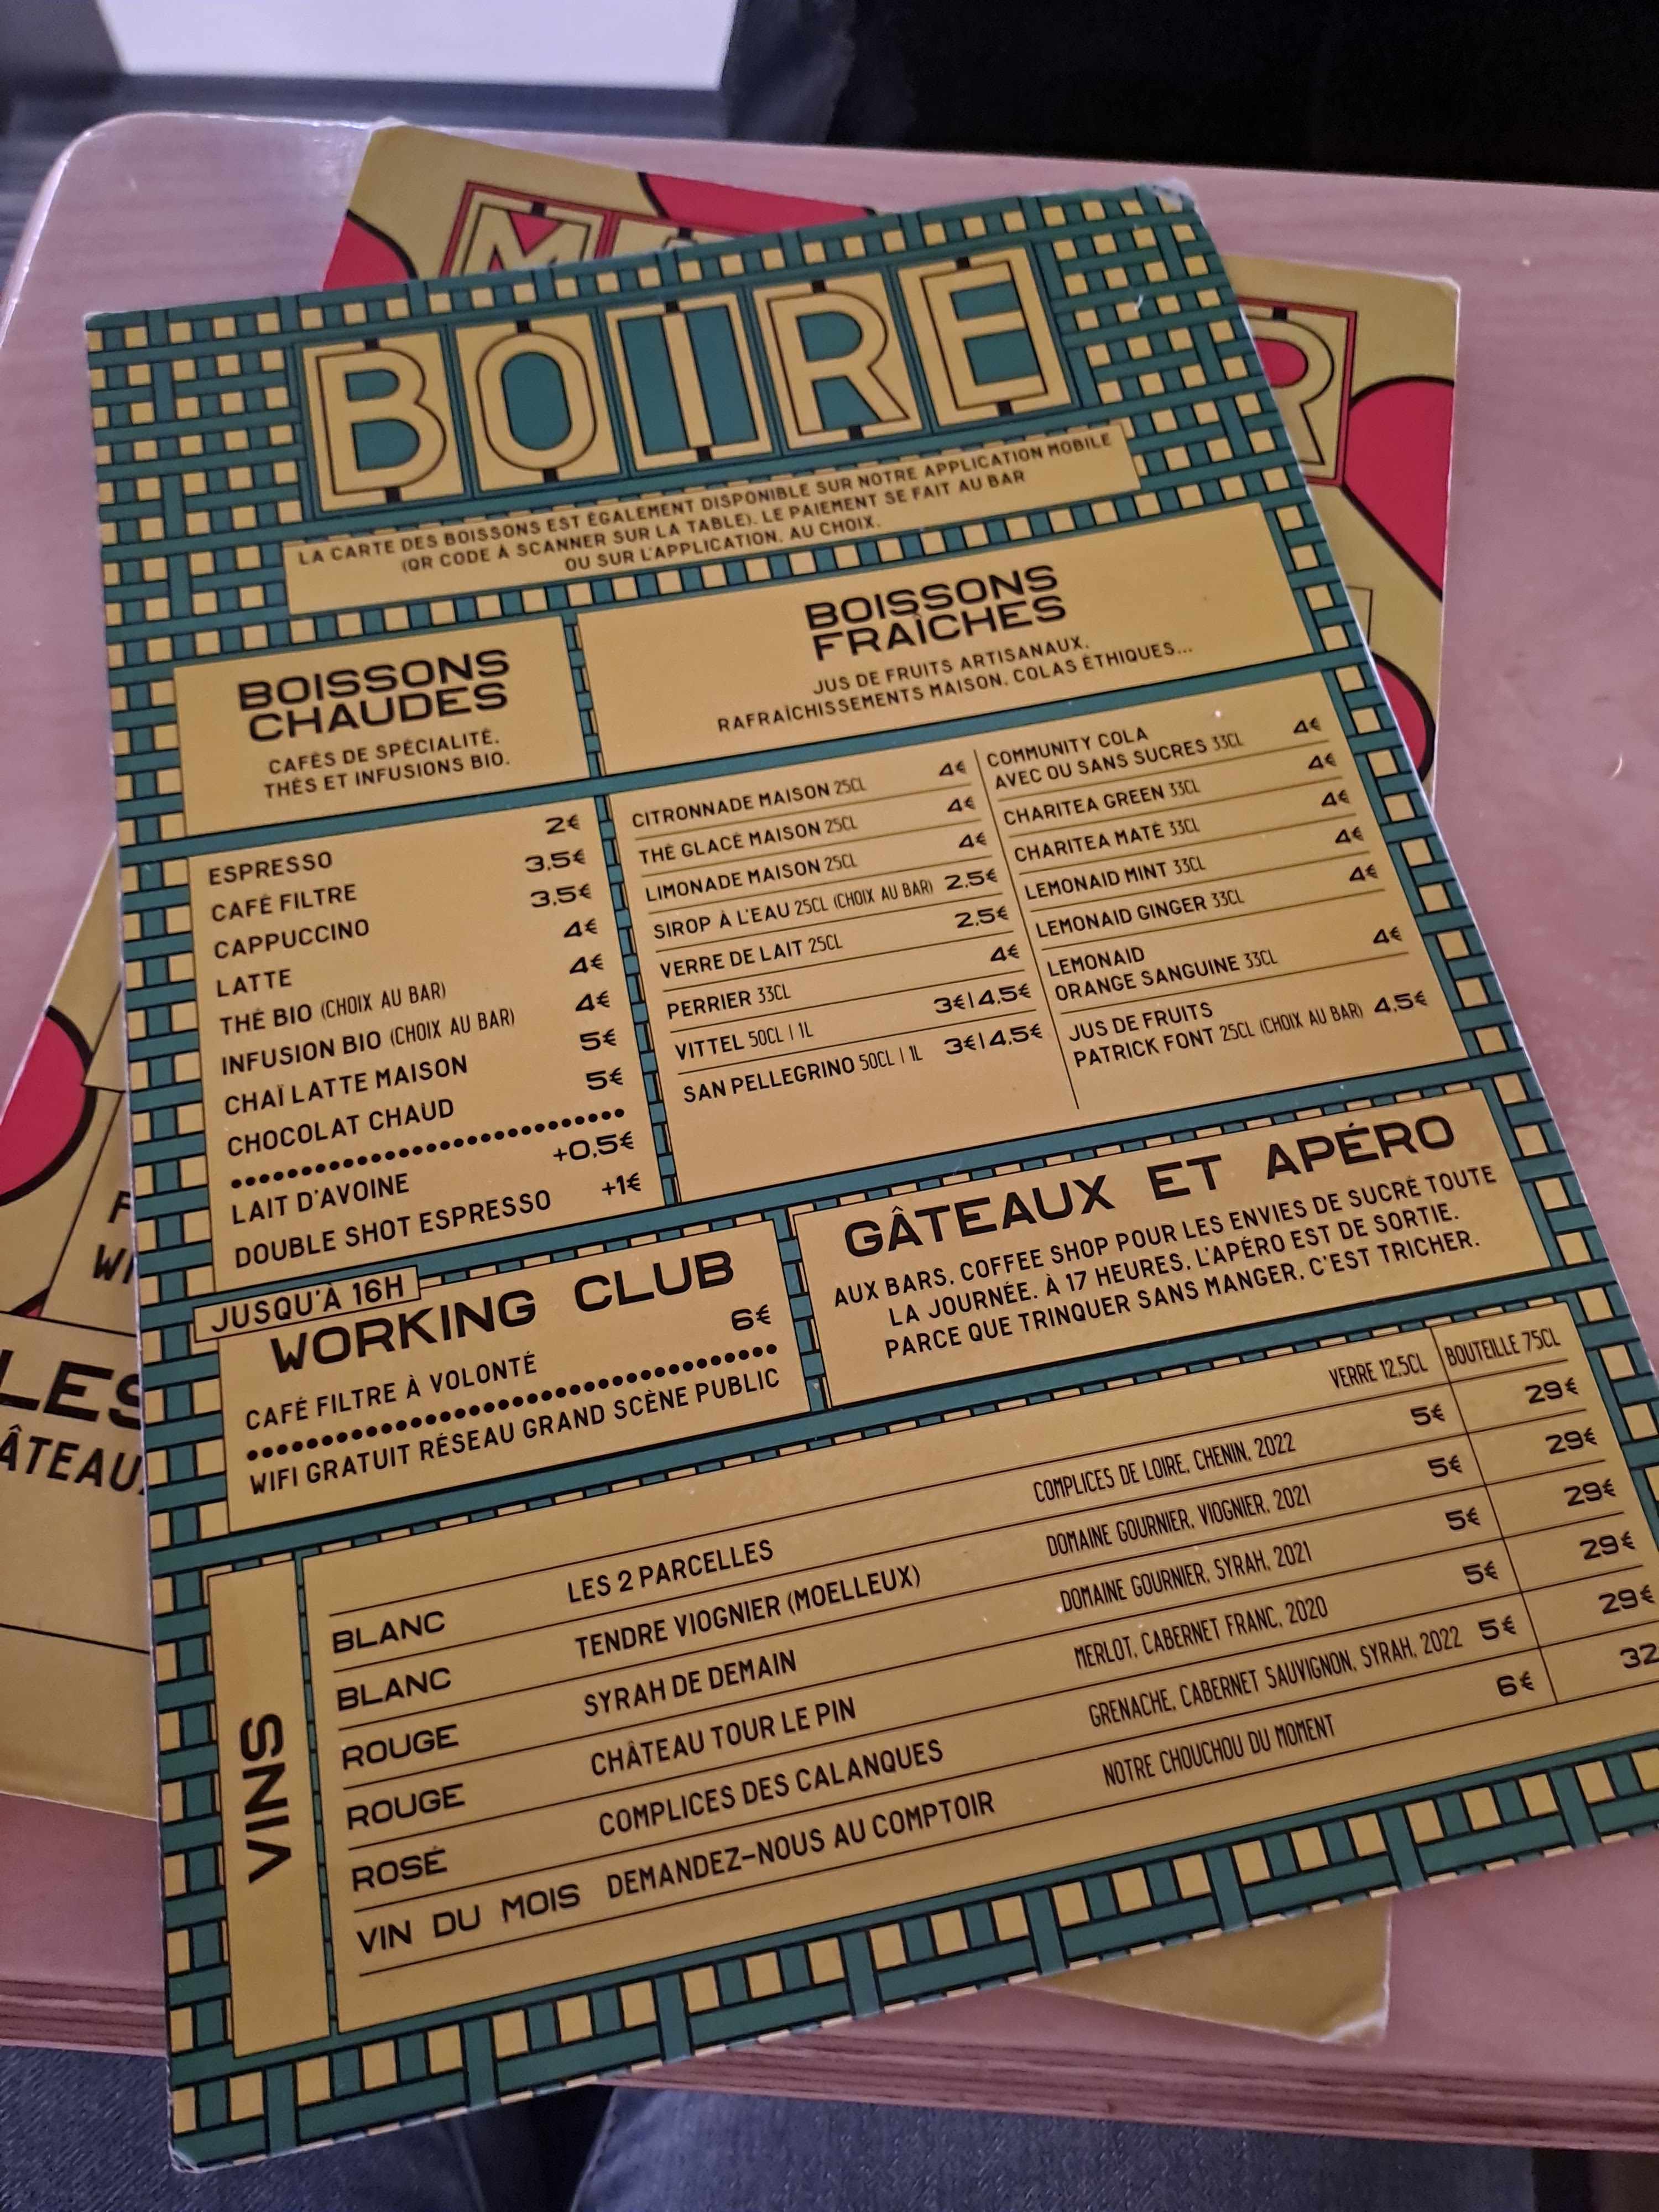 BOIRE
LA CARTE DES BOISSONS EST ÉGALEMENT DISPONIBLE SUR NOTRE APPLICATION MOBILE
(QR CODE À SCANNER SUR LA TABLE). LE PAIEMENT SE FAIT AU BAR
OU SUR L'APPLICATION, AU CHOIX.
BOISSONS
CHAUDES
CAFÉS DE SPÉCIALITÉ,
THÉS ET INFUSIONS BIO.
ESPRESSO 2€
CAFÉ FILTRE 3,5€
CAPPUCCINO 3,5€
LATTE 4€
THÉ BIO (CHOIX AU BAR) 4€
INFUSION BIO (CHOIX AU BAR) 4€
CHAÏ LATTE MAISON 5€
CHOCOLAT CHAUD 5€
LAIT D'AVOINE +0,5€
DOUBLE SHOT ESPRESSO +1€
BOISSONS
FRAÎCHES
JUS DE FRUITS ARTISANAUX,
RAFRAÎCHISSEMENTS MAISON, COLAS ÉTHIQUES...
CITRONNADE MAISON 25CL 4€
THÉ GLACÉ MAISON 25CL 4€
LIMONADE MAISON 25CL 4€
SIROP À L'EAU 25CL (CHOIX AU BAR) 2,5€
VERRE DE LAIT 25CL 2,5€
PERRIER 33CL 4€
VITTEL 50CL | 1L 3€|4,5€
SAN PELLEGRINO 50CL | 1L 3€|4,5€
COMMUNITY COLA
AVEC OU SANS SUCRES 33CL 4€
CHARITEA GREEN 33CL 4€
CHARITEA MATÉ 33CL 4€
LEMONAID MINT 33CL 4€
LEMONAID GINGER 33CL 4€
LEMONAID
ORANGE SANGUINE 33CL 4€
JUS DE FRUITS
PATRICK FONT 25CL (CHOIX AU BAR) 4,5€
JUSQU'À 16H
WORKING CLUB
CAFÉ FILTRE À VOLONTÉ 6€
WIFI GRATUIT RÉSEAU GRAND SCÈNE PUBLIC
GÂTEAUX ET APÉRO
AUX BARS, COFFEE SHOP POUR LES ENVIES DE SUCRÉ TOUTE
LA JOURNÉE. À 17 HEURES, L'APÉRO EST DE SORTIE.
PARCE QUE TRINQUER SANS MANGER, C'EST TRICHER.
VINS
VERRE 12,5CL BOUTEILLE 75CL
BLANC LES 2 PARCELLES COMPLICES DE LOIRE, CHENIN, 2022 5€ 29€
BLANC TENDRE VIOGNIER (MOELLEUX) DOMAINE GOURNIER, VIOGNIER, 2021 5€ 29€
ROUGE SYRAH DE DEMAIN DOMAINE GOURNIER, SYRAH, 2021 5€ 29€
ROUGE CHÂTEAU TOUR LE PIN MERLOT, CABERNET FRANC, 2020 5€ 29€
ROSÉ COMPLICES DES CALANQUES GRENACHE, CABERNET SAUVIGNON, SYRAH, 2022 5€ 29€
VIN DU MOIS DEMANDEZ-NOUS AU COMPTOIR NOTRE CHOUCHOU DU MOMENT 6€ 32
LES